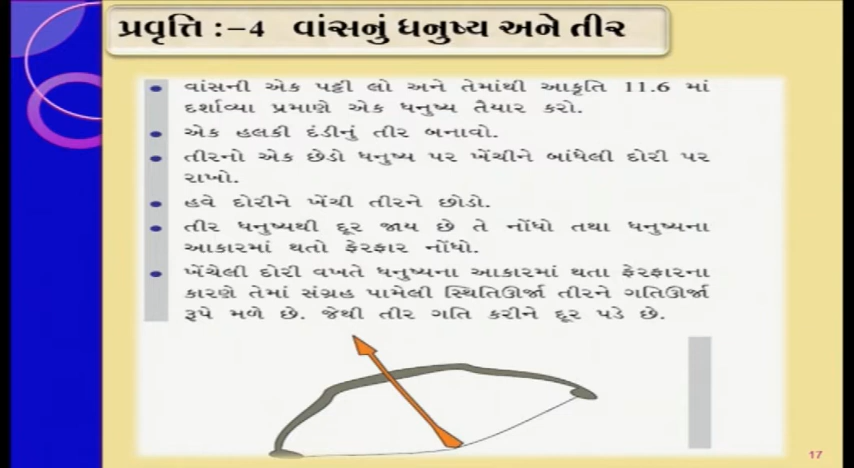 પ્રવૃત્તિ :–4 વાંસનું ધનુષ્ય અને તીર
• વાંસની એક પટ્ટી લો અને તેમાંથી આકૃતિ 11.6 માં
દર્શાવ્યા પ્રમાણે એક ધનુષ્ય તૈયાર કરો.
• એક હલકી દંડીનું તીર બનાવો.
• તીરનો એક છેડો ધનુષ્ય પર ખેંચીને બાંધેલી દોરી પર
રાખો.
• હવે દોરીને ખેંચી તીરને છોડો.
• તીર ધનુષ્યથી દૂર જાય છે તે નોંધો તથા ધનુષ્યના
આકારમાં થતો ફેરફાર નોંધો.
• ખેંચેલી દોરી વખતે ધનુષ્યના આકારમાં થતા ફેરફારના
કારણે તેમાં સંગ્રહ પામેલી સ્થિતિઊર્જા તીરને ગતિઊર્જા
રૂપે મળે છે. જેથી તીર ગતિ કરીને દૂર પડે છે.
17